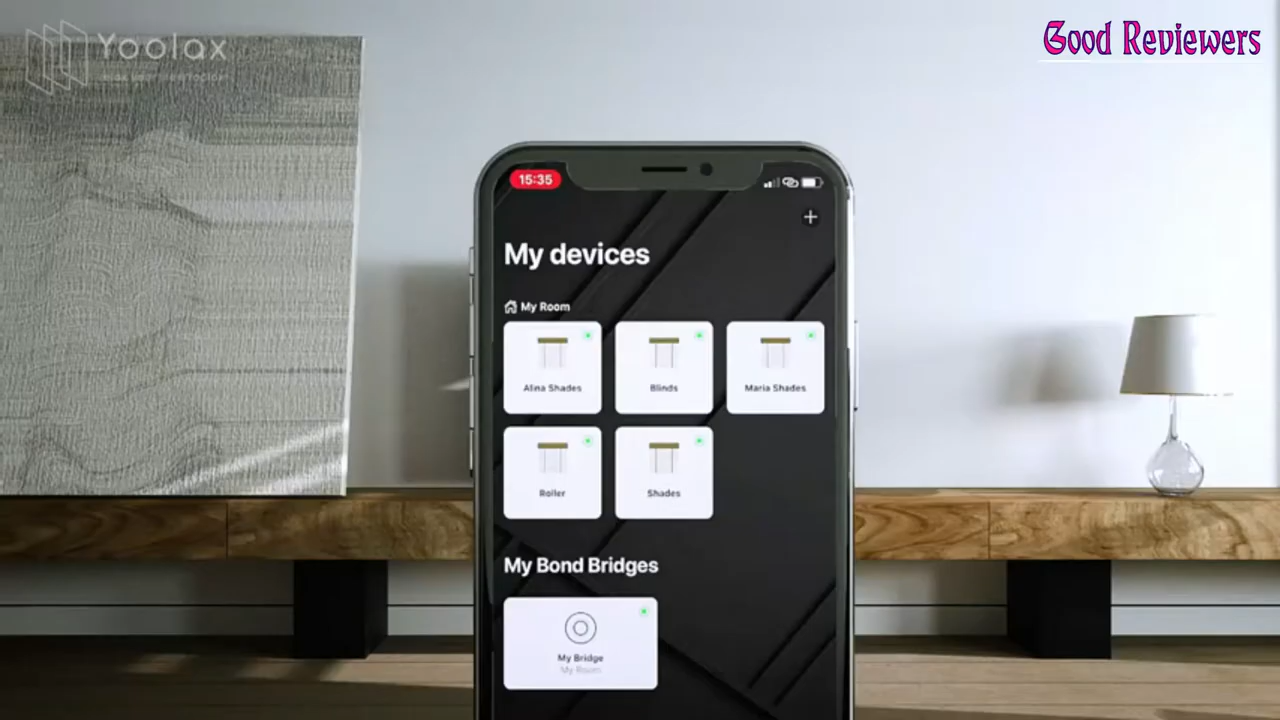 Yoolax
Good Reviewers
15:35
My devices
My Room
Alina Shades
Blinds
Maria Shades
Roller
Shades
My Bond Bridges
My Bridge
My Room